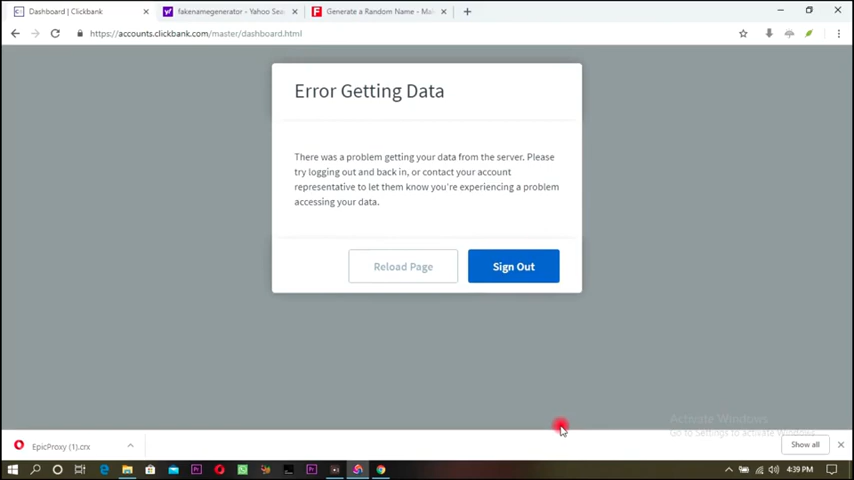 Dashboard | Clickbank
fakenamegenerator - Yahoo Sea
Generate a Random Name - Mal
https://accounts.clickbank.com/master/dashboard.html
Error Getting Data
There was a problem getting your data from the server. Please
try logging out and back in, or contact your account
representative to let them know you're experiencing a problem
accessing your data.
Reload Page
Sign Out
Activate Windows
Go to Settings to activate Windows.
EpicProxy (1).crx
Show all
4:39 PM